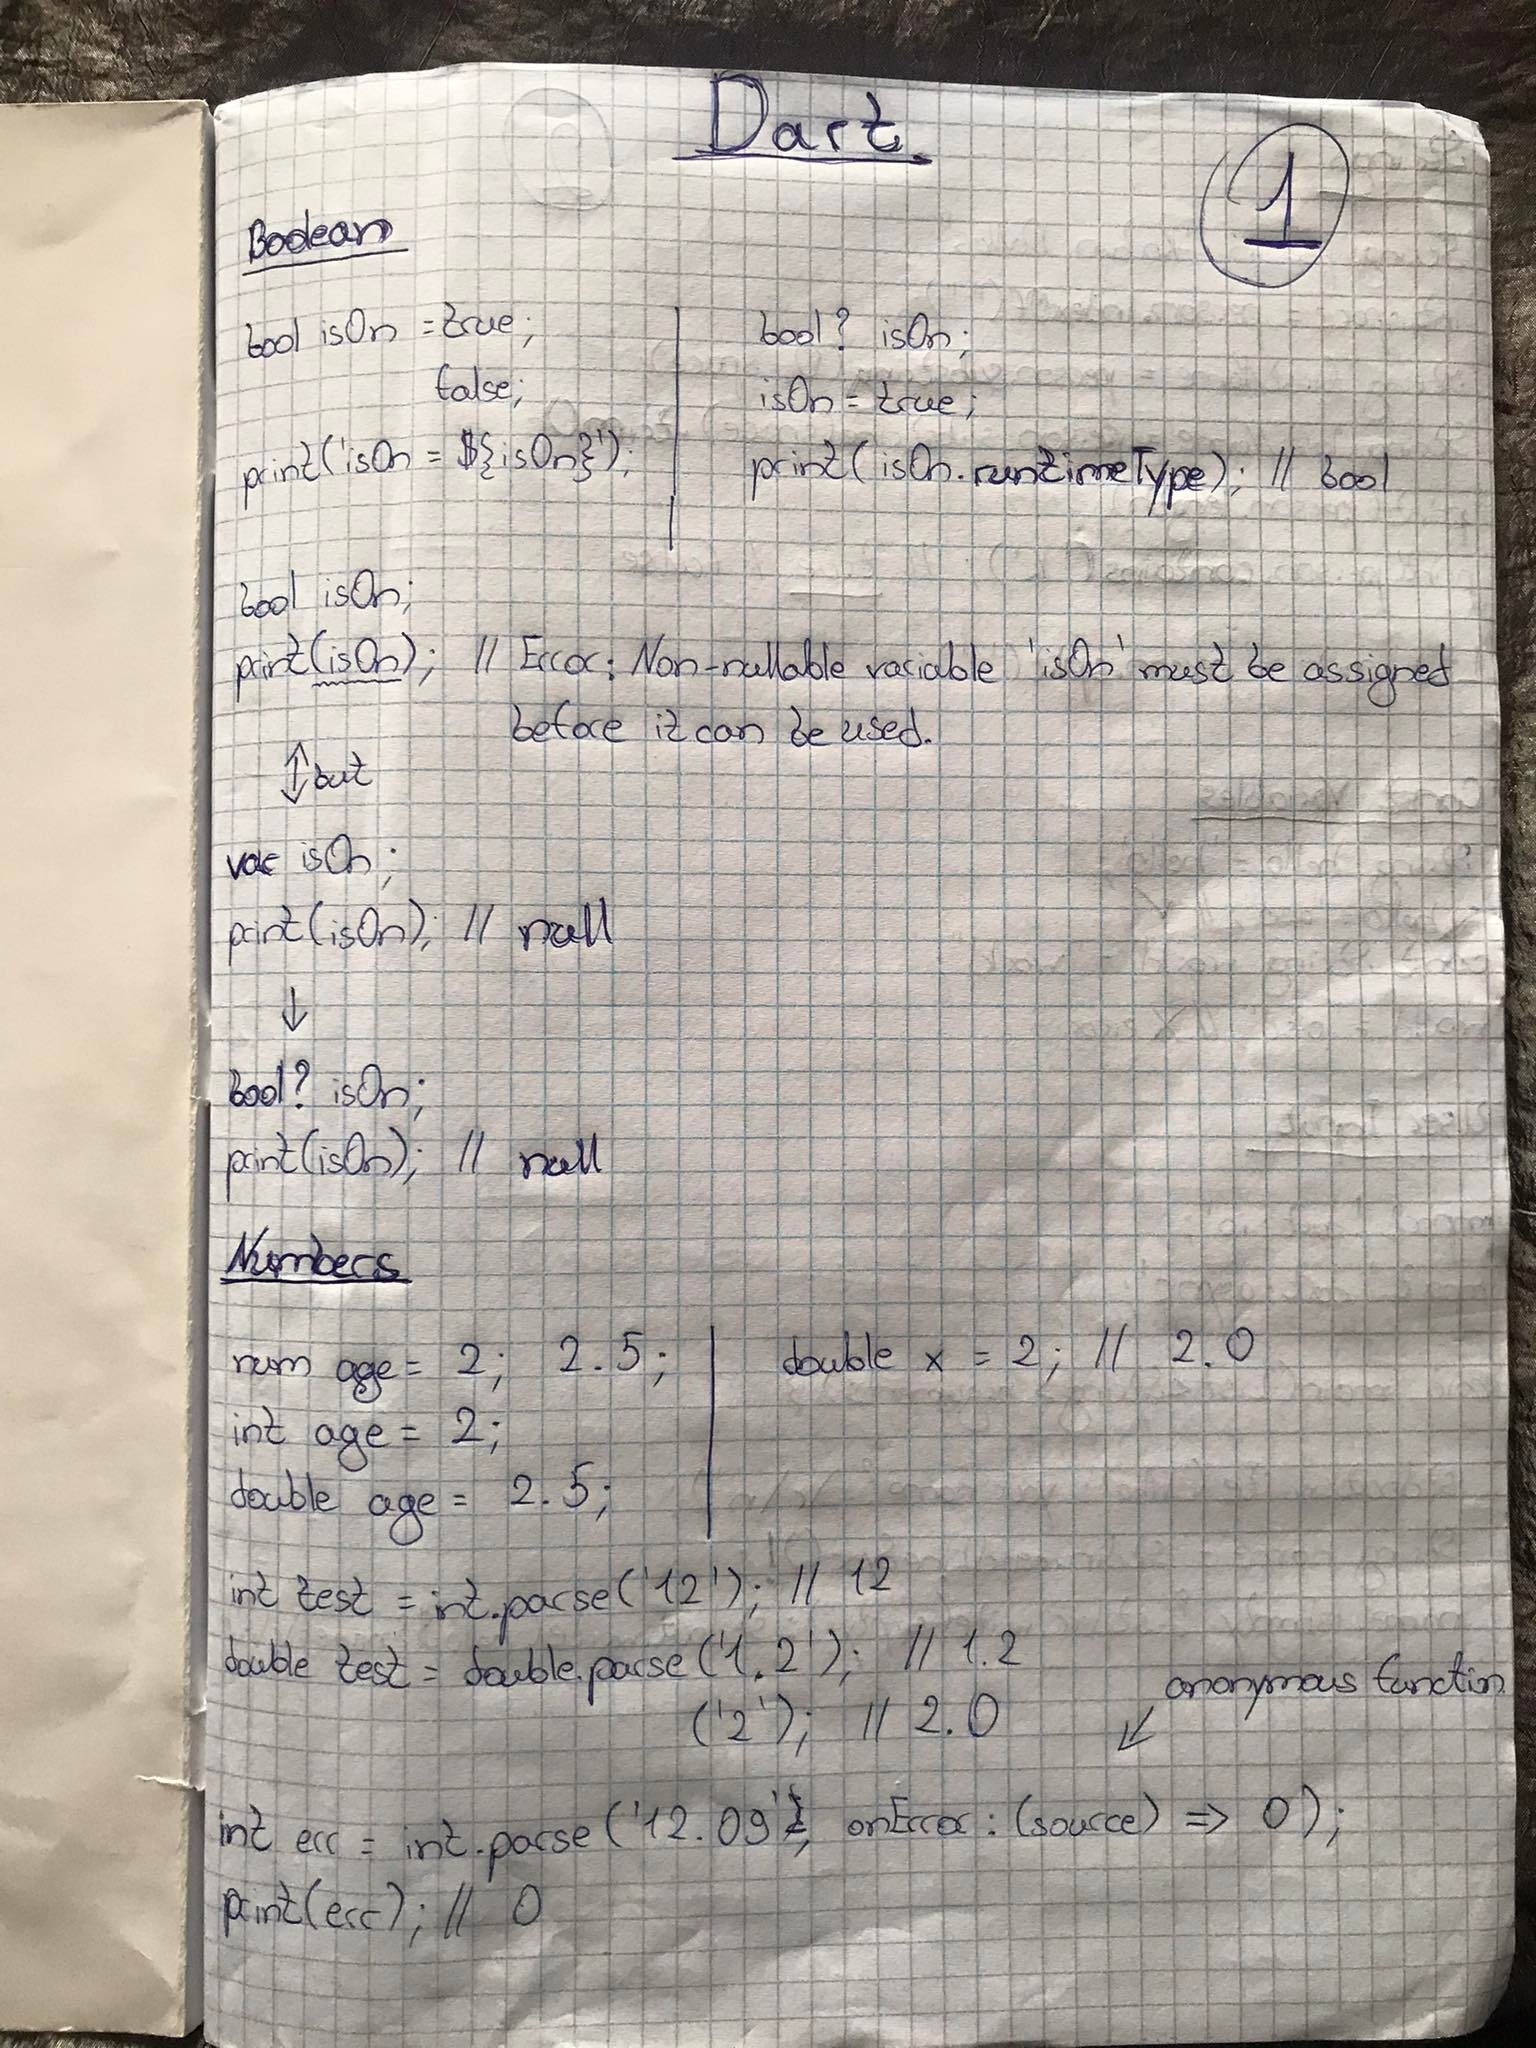 Dart
1
Boolean
bool isOn = true;
false;
print('isOn = ${isOn}');
bool? isOn;
isOn = true;
print(isOn.runtimeType); // bool
bool isOn;
print(isOn); // Error: Non-nullable variable 'isOn' must be assigned
before it can be used.
but
var isOn;
print(isOn); // null
bool? isOn;
print(isOn); // null
Numbers
num age = 2; 2.5;
int age = 2;
double age = 2.5;
double x = 2; // 2.0
int test = int.parse('12'); // 12
double test = double.parse('1.2'); // 1.2
('2'); // 2.0
anonymous function
int err = int.parse('12.09', onError: (source) => 0);
print(err); // 0